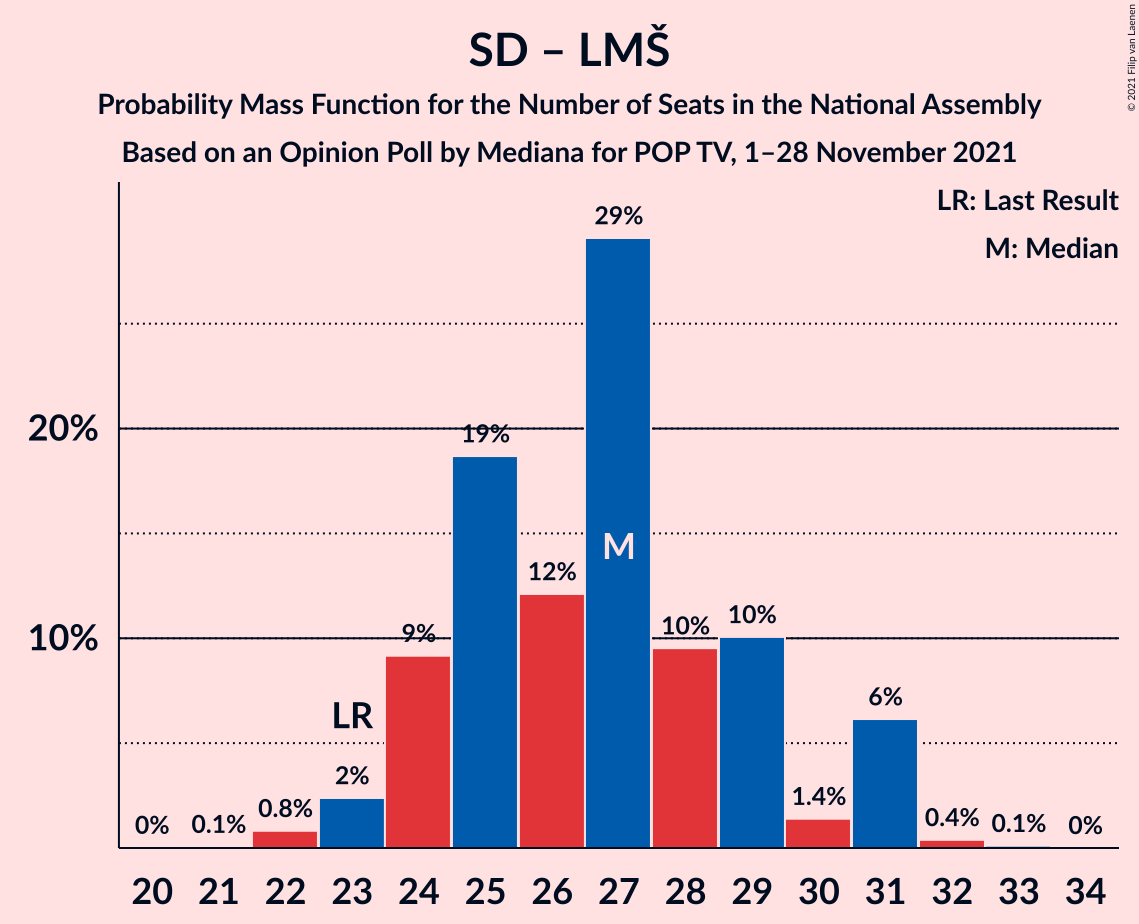 SD – LMŠ
Probability Mass Function for the Number of Seats in the National Assembly
Based on an Opinion Poll by Mediana for POP TV, 1–28 November 2021
© 2021 Filip van Laenen
LR: Last Result
M: Median
29%
20%
19%
M
12%
10%
9%
10%
10%
LR
6%
2%
0%
0.1%
0.8%
1.4%
0.4%
0.1%
0%
20 21 22 23 24 25 26 27 28 29 30 31 32 33 34